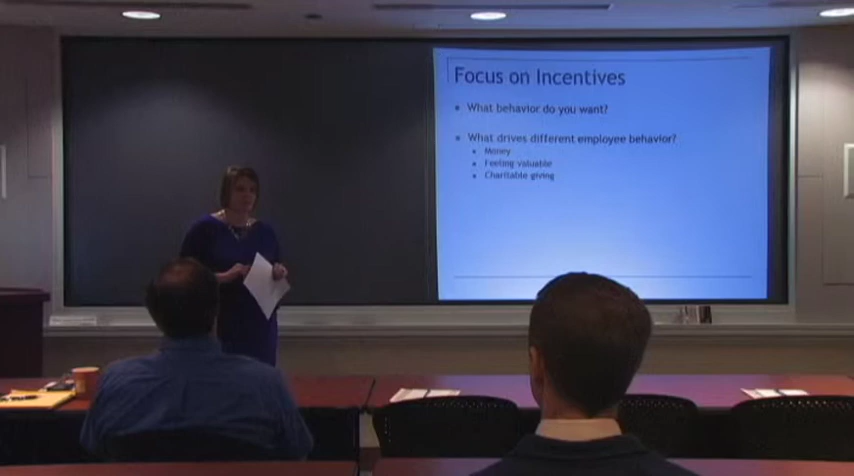 Focus on Incentives
What behavior do you want?
What drives different employee behavior?
Money
Feeling valuable
Charitable giving